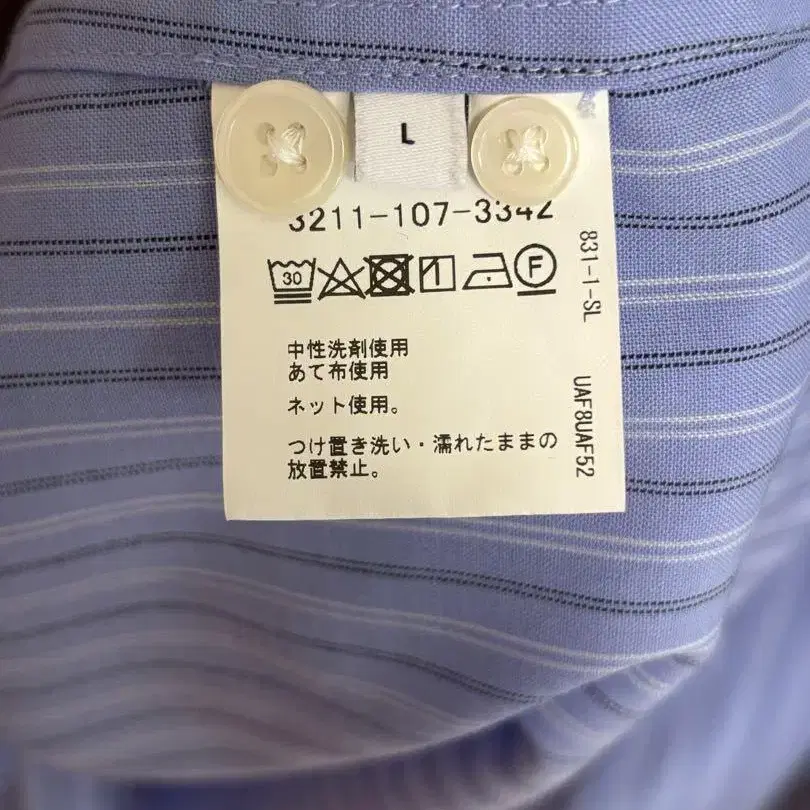 L
3211-107-3342
30
F
中性洗剤使用
あて布使用
ネット使用。
つけ置き洗い・濡れたままの
放置禁止。
831-1-SL
UAF8UAF52